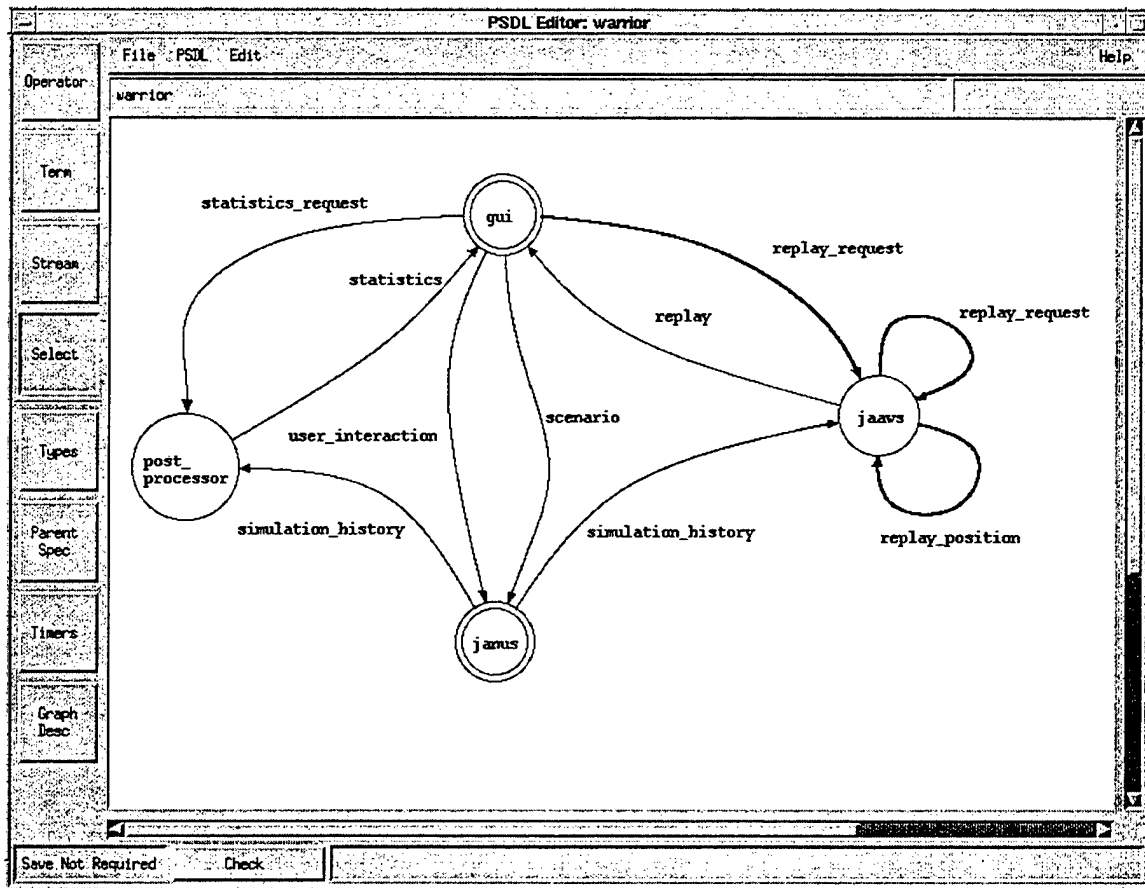 PSDL Editor: warrior
File PSDL Edit Help
warrior
Operator
Term
Stream
Select
Types
Parent
Spec
Timers
Graph
Desc
statistics_request
gui
replay_request
statistics
replay
replay_request
jaaws
scenario
user_interaction
post_
processor
simulation_history
simulation_history
replay_position
janus
Save Not Required Check